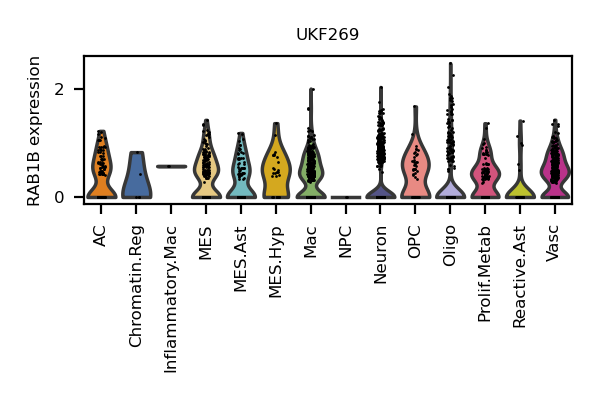 UKF269
RAB1B expression
2
0
AC
Chromatin.Reg
Inflammatory.Mac
MES
MES.Ast
MES.Hyp
Mac
NPC
Neuron
OPC
Oligo
Prolif.Metab
Reactive.Ast
Vasc